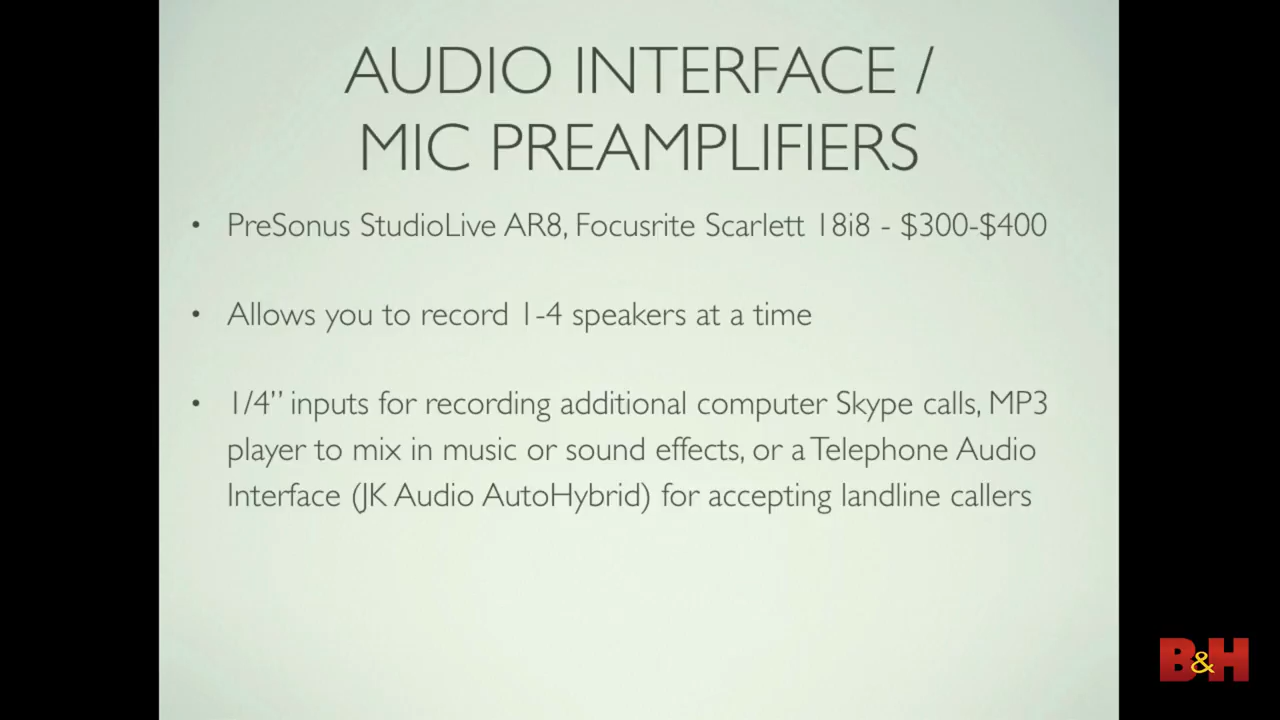 AUDIO INTERFACE /
MIC PREAMPLIFIERS
• PreSonus StudioLive AR8, Focusrite Scarlett 18i8 - $300-$400
• Allows you to record 1-4 speakers at a time
• 1/4” inputs for recording additional computer Skype calls, MP3
player to mix in music or sound effects, or a Telephone Audio
Interface (JK Audio AutoHybrid) for accepting landline callers
B&H